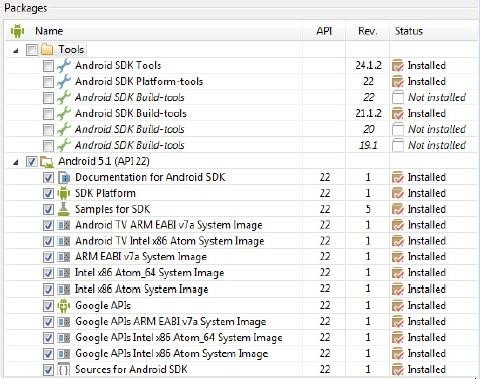 Packages
Name API Rev. Status
Tools
Android SDK Tools 24.1.2 Installed
Android SDK Platform-tools 22 Installed
Android SDK Build-tools 22 Not installed
Android SDK Build-tools 21.1.2 Installed
Android SDK Build-tools 20 Not installed
Android SDK Build-tools 19.1 Not installed
Android 5.1 (API 22)
Documentation for Android SDK 22 1 Installed
SDK Platform 22 1 Installed
Samples for SDK 22 5 Installed
Android TV ARM EABI v7a System Image 22 1 Installed
Android TV Intel x86 Atom System Image 22 1 Installed
ARM EABI v7a System Image 22 1 Installed
Intel x86 Atom_64 System Image 22 1 Installed
Intel x86 Atom System Image 22 1 Installed
Google APIs 22 1 Installed
Google APIs ARM EABI v7a System Image 22 1 Installed
Google APIs Intel x86 Atom_64 System Image 22 1 Installed
Google APIs Intel x86 Atom System Image 22 1 Installed
Sources for Android SDK 22 1 Installed